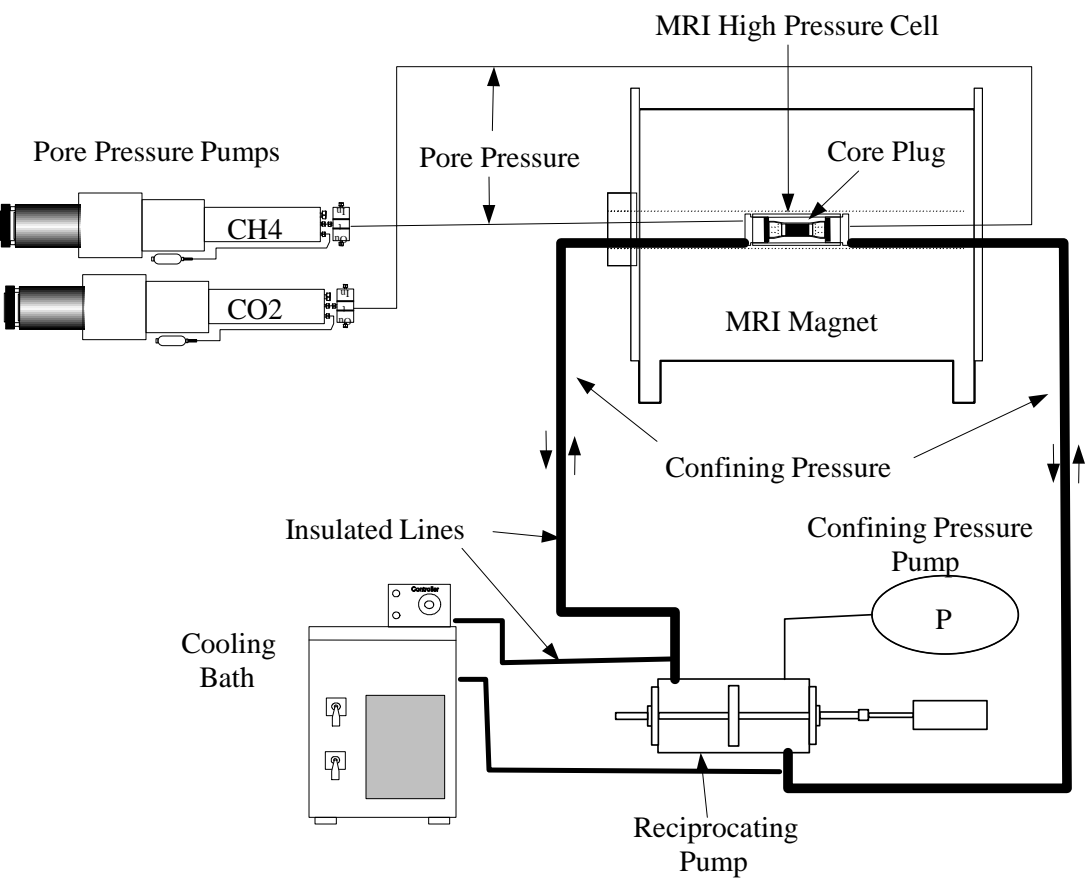 MRI High Pressure Cell
Pore Pressure Pumps
Pore Pressure
Core Plug
CH4
CO2
MRI Magnet
Confining Pressure
Insulated Lines
Confining Pressure
Pump
Controller
P
Cooling
Bath
Reciprocating
Pump